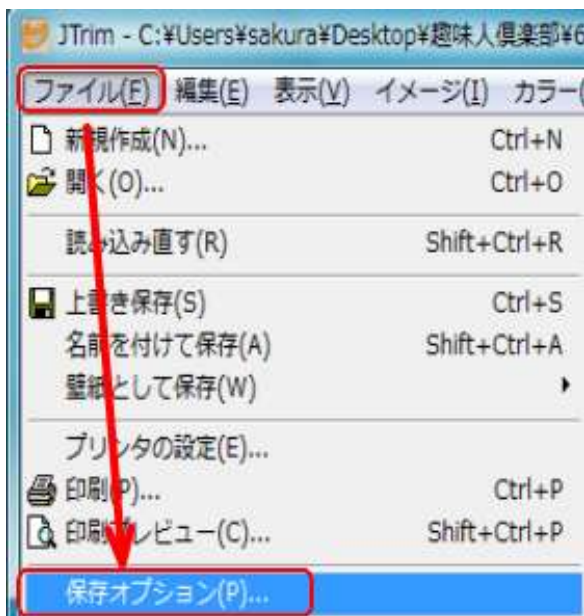 JTrim - C:¥Users¥sakura¥Desktop¥趣味人倶楽部¥6
ファイル(F) 編集(E) 表示(V) イメージ(I) カラー(
新規作成(N)... Ctrl+N
開く(O)... Ctrl+O
読み込み直す(R) Shift+Ctrl+R
上書き保存(S) Ctrl+S
名前を付けて保存(A) Shift+Ctrl+A
壁紙として保存(W)
プリンタの設定(E)...
印刷(P)... Ctrl+P
印刷プレビュー(C)... Shift+Ctrl+P
保存オプション(P)...